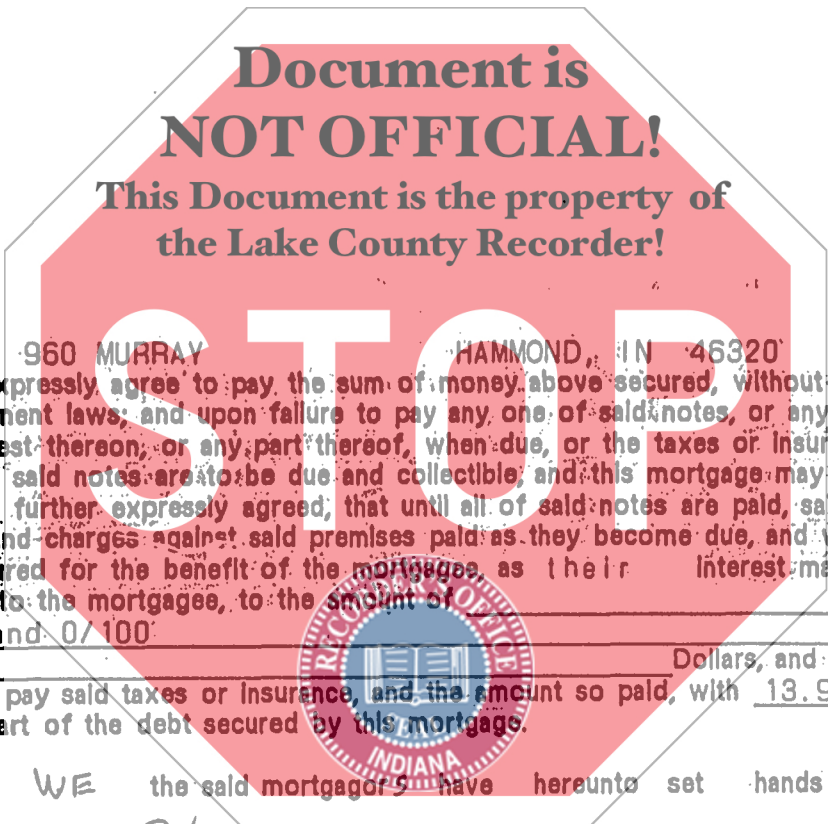 Document is
NOT OFFICIAL!
This Document is the property of
the Lake County Recorder!
STOP
960 MURRAY HAMMOND, IN 46320
xpressly agree to pay the sum of money above secured, without
ment laws; and upon failure to pay any one of said notes, or any
est thereon, or any part thereof, when due, or the taxes or insur
said notes are to be due and collectible, and this mortgage may
further expressly agreed, that until all of said notes are paid, sa
nd charges against said premises paid as they become due, and
red for the benefit of the mortgagee, as their interest ma
to the mortgagee, to the amount of
nd 0/100
Dollars, and
pay said taxes or insurance, and the amount so paid, with 13.9
art of the debt secured by this mortgage.
RECORDER'S OFFICE
SEAL
INDIANA
WE the said mortgagors have hereunto set hands